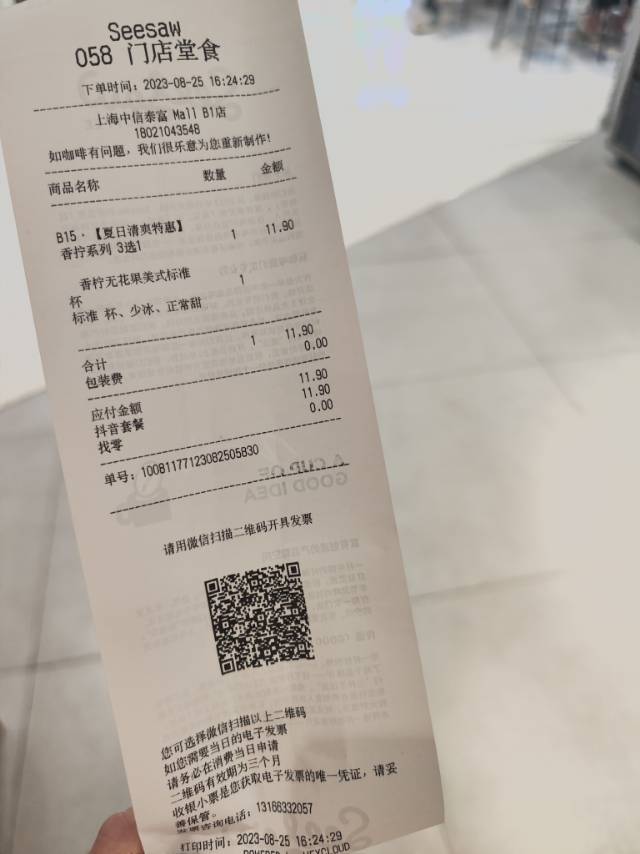 Seesaw
058 门店堂食
下单时间：2023-08-25 16:24:29
上海中信泰富 Mall B1店
18021043548
如咖啡有问题，我们很乐意为您重新制作！
商品名称 数量 金额
B15·【夏日清爽特惠】 1 11.90
香柠系列 3选1
香柠无花果美式标准 1
杯
标准 杯、少冰、正常甜
合计 1 11.90
包装费 0.00
应付金额 11.90
抖音套餐 11.90
找零 0.00
单号：10081177123082505830
A CUP OF
GOOD IDEA
请用微信扫描二维码开具发票
您可选择微信扫描以上二维码
如您需要当日的电子发票
请务必在消费当日申请
二维码有效期为三个月
收银小票是您获取电子发票的唯一凭证，请妥
善保管。
发票咨询电话：13166332057
打印时间：2023-08-25 16:24:29